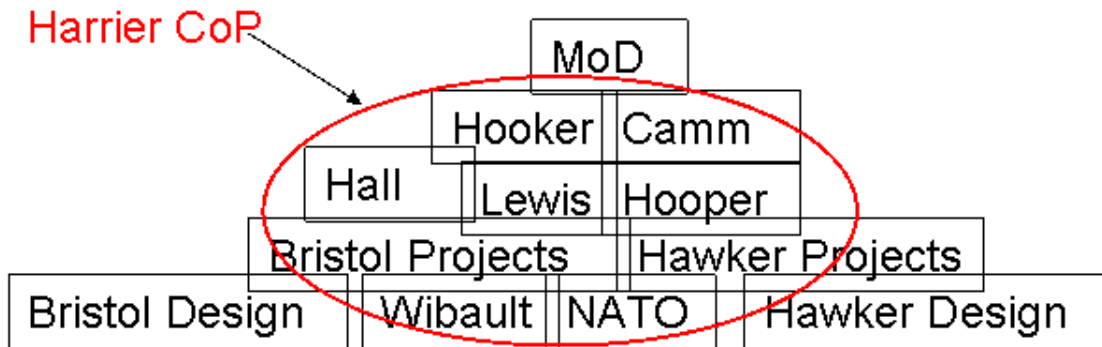 Harrier CoP
MoD
Hooker Camm
Hall
Lewis Hooper
Bristol Projects Hawker Projects
Bristol Design Wibault NATO Hawker Design